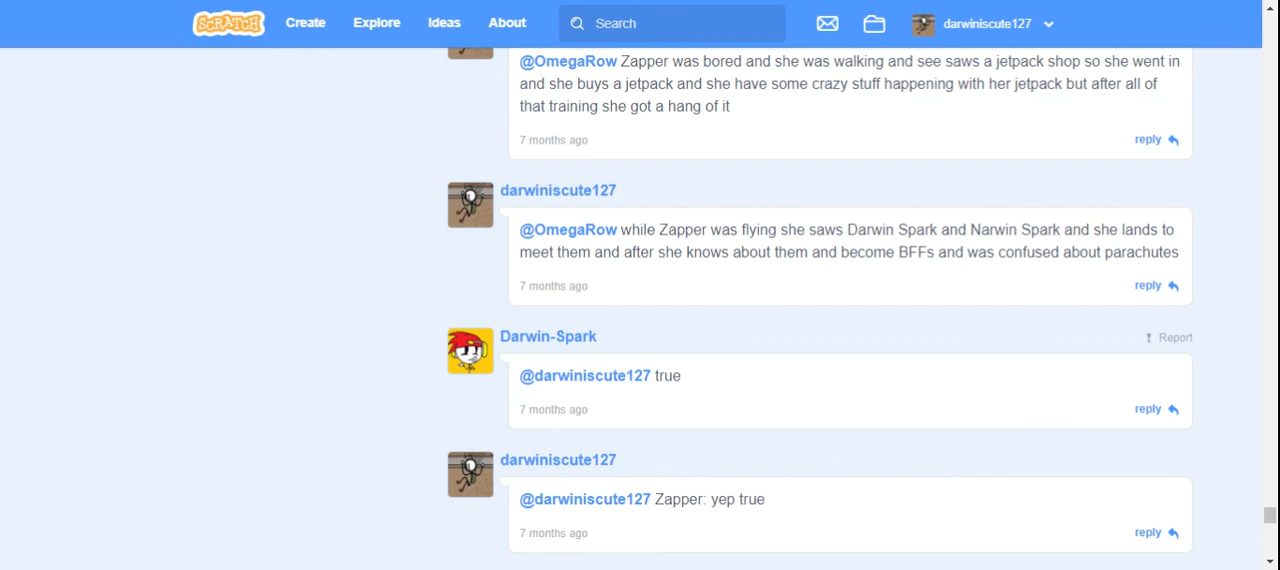 SCRATCH Create Explore Ideas About Search darwiniscute127
@OmegaRow Zapper was bored and she was walking and see saws a jetpack shop so she went in
and she buys a jetpack and she have some crazy stuff happening with her jetpack but after all of
that training she got a hang of it
7 months ago reply
darwiniscute127
@OmegaRow while Zapper was flying she saws Darwin Spark and Narwin Spark and she lands to
meet them and after she knows about them and become BFFs and was confused about parachutes
7 months ago reply
Darwin-Spark Report
@darwiniscute127 true
7 months ago reply
darwiniscute127
@darwiniscute127 Zapper: yep true
7 months ago reply